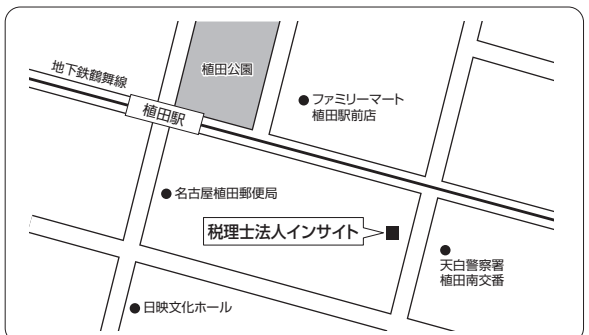 植田公園
地下鉄鶴舞線
植田駅
●ファミリーマート
植田駅前店
●名古屋植田郵便局
税理士法人インサイト
●
天白警察署
植田南交番
●日映文化ホール